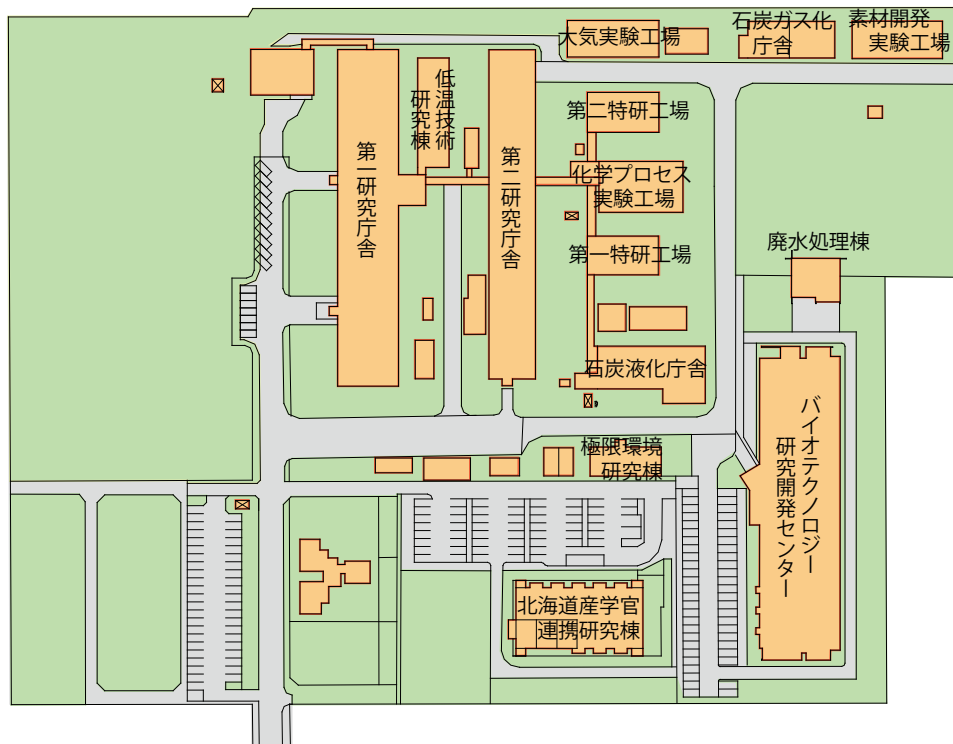 大気実験工場
石炭ガス化
庁舎
素材開発
実験工場
低温技術
研究棟
第二特研工場
第一研究庁舎
第二研究庁舎
化学プロセス
実験工場
第一特研工場
廃水処理棟
石炭液化庁舎
極限環境
研究棟
バイオテクノロジー
研究開発センター
北海道産学官
連携研究棟